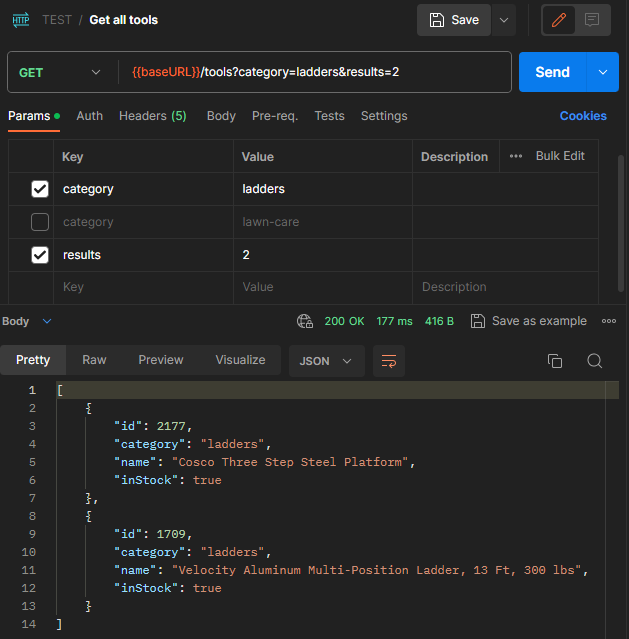 HTTP TEST / Get all tools Save
GET {{baseURL}}/tools?category=ladders&results=2 Send
Params Auth Headers (5) Body Pre-req. Tests Settings Cookies
Key Value Description Bulk Edit
category ladders
category lawn-care
results 2
Key Value Description
Body 200 OK 177 ms 416 B Save as example
Pretty Raw Preview Visualize JSON
1 [
2 {
3 "id": 2177,
4 "category": "ladders",
5 "name": "Cosco Three Step Steel Platform",
6 "inStock": true
7 },
8 {
9 "id": 1709,
10 "category": "ladders",
11 "name": "Velocity Aluminum Multi-Position Ladder, 13 Ft, 300 lbs",
12 "inStock": true
13 }
14 ]